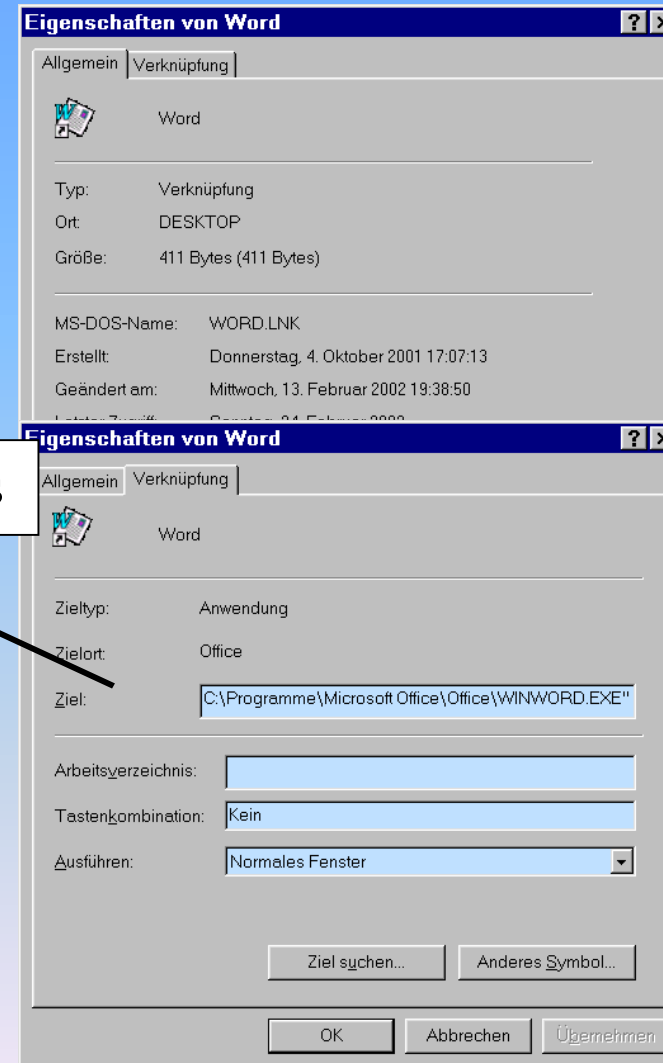 Eigenschaften von Word
Allgemein Verknüpfung
Word
Typ: Verknüpfung
Ort: DESKTOP
Größe: 411 Bytes (411 Bytes)
MS-DOS-Name: WORD.LNK
Erstellt: Donnerstag, 4. Oktober 2001 17:07:13
Geändert am: Mittwoch, 13. Februar 2002 19:38:50
Eigenschaften von Word
Allgemein Verknüpfung
Word
Zieltyp: Anwendung
Zielort: Office
Ziel: C:\Programme\Microsoft Office\Office\WINWORD.EXE"
Arbeitsverzeichnis:
Tastenkombination: Kein
Ausführen: Normales Fenster
Ziel suchen... Anderes Symbol...
OK Abbrechen Übernehmen